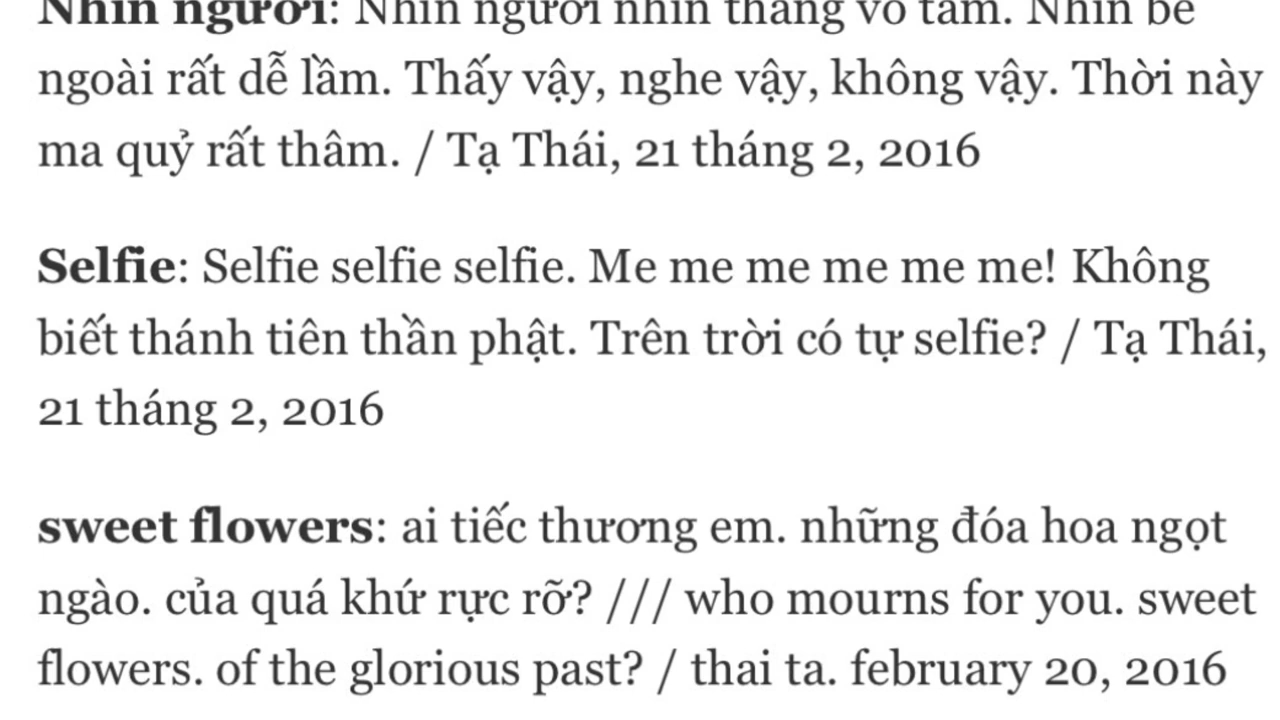 Nhìn người: Nhìn người nhìn thẳng vô tâm. Nhìn bề
ngoài rất dễ lầm. Thấy vậy, nghe vậy, không vậy. Thời này
ma quỷ rất thâm. / Tạ Thái, 21 tháng 2, 2016
Selfie: Selfie selfie selfie. Me me me me me me! Không
biết thánh tiên thần phật. Trên trời có tự selfie? / Tạ Thái,
21 tháng 2, 2016
sweet flowers: ai tiếc thương em. những đóa hoa ngọt
ngào. của quá khứ rực rỡ? /// who mourns for you. sweet
flowers. of the glorious past? / thai ta. february 20, 2016